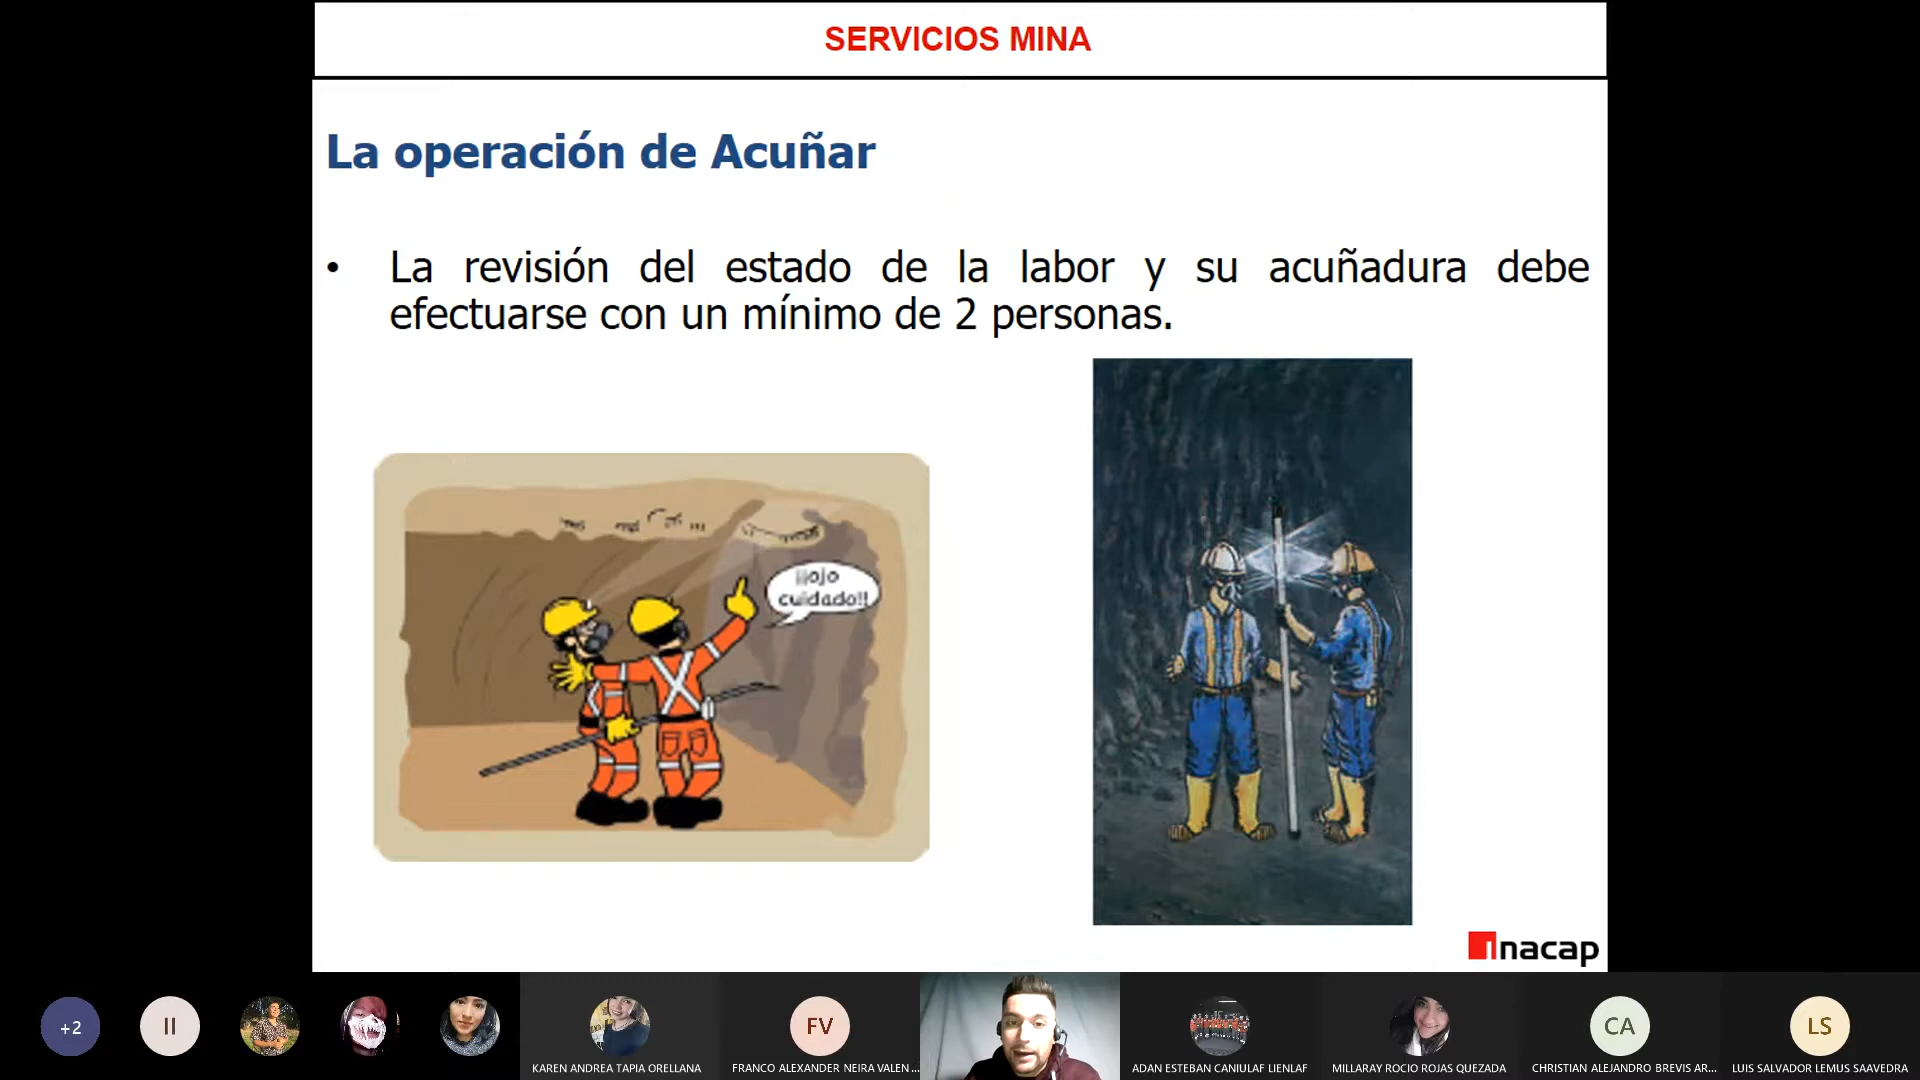 SERVICIOS MINA
La operación de Acuñar
• La revisión del estado de la labor y su acuñadura debe
efectuarse con un mínimo de 2 personas.
¡¡ojo
cuidado!!
inacap
+2
II
FV
CA
LS
KAREN ANDREA TAPIA ORELLANA
FRANCO ALEXANDER NEIRA VALEN...
ADAN ESTEBAN CANIULAF LIENLAF
MILLARAY ROCIO ROJAS QUEZADA
CHRISTIAN ALEJANDRO BREVIS AR...
LUIS SALVADOR LEMUS SAAVEDRA